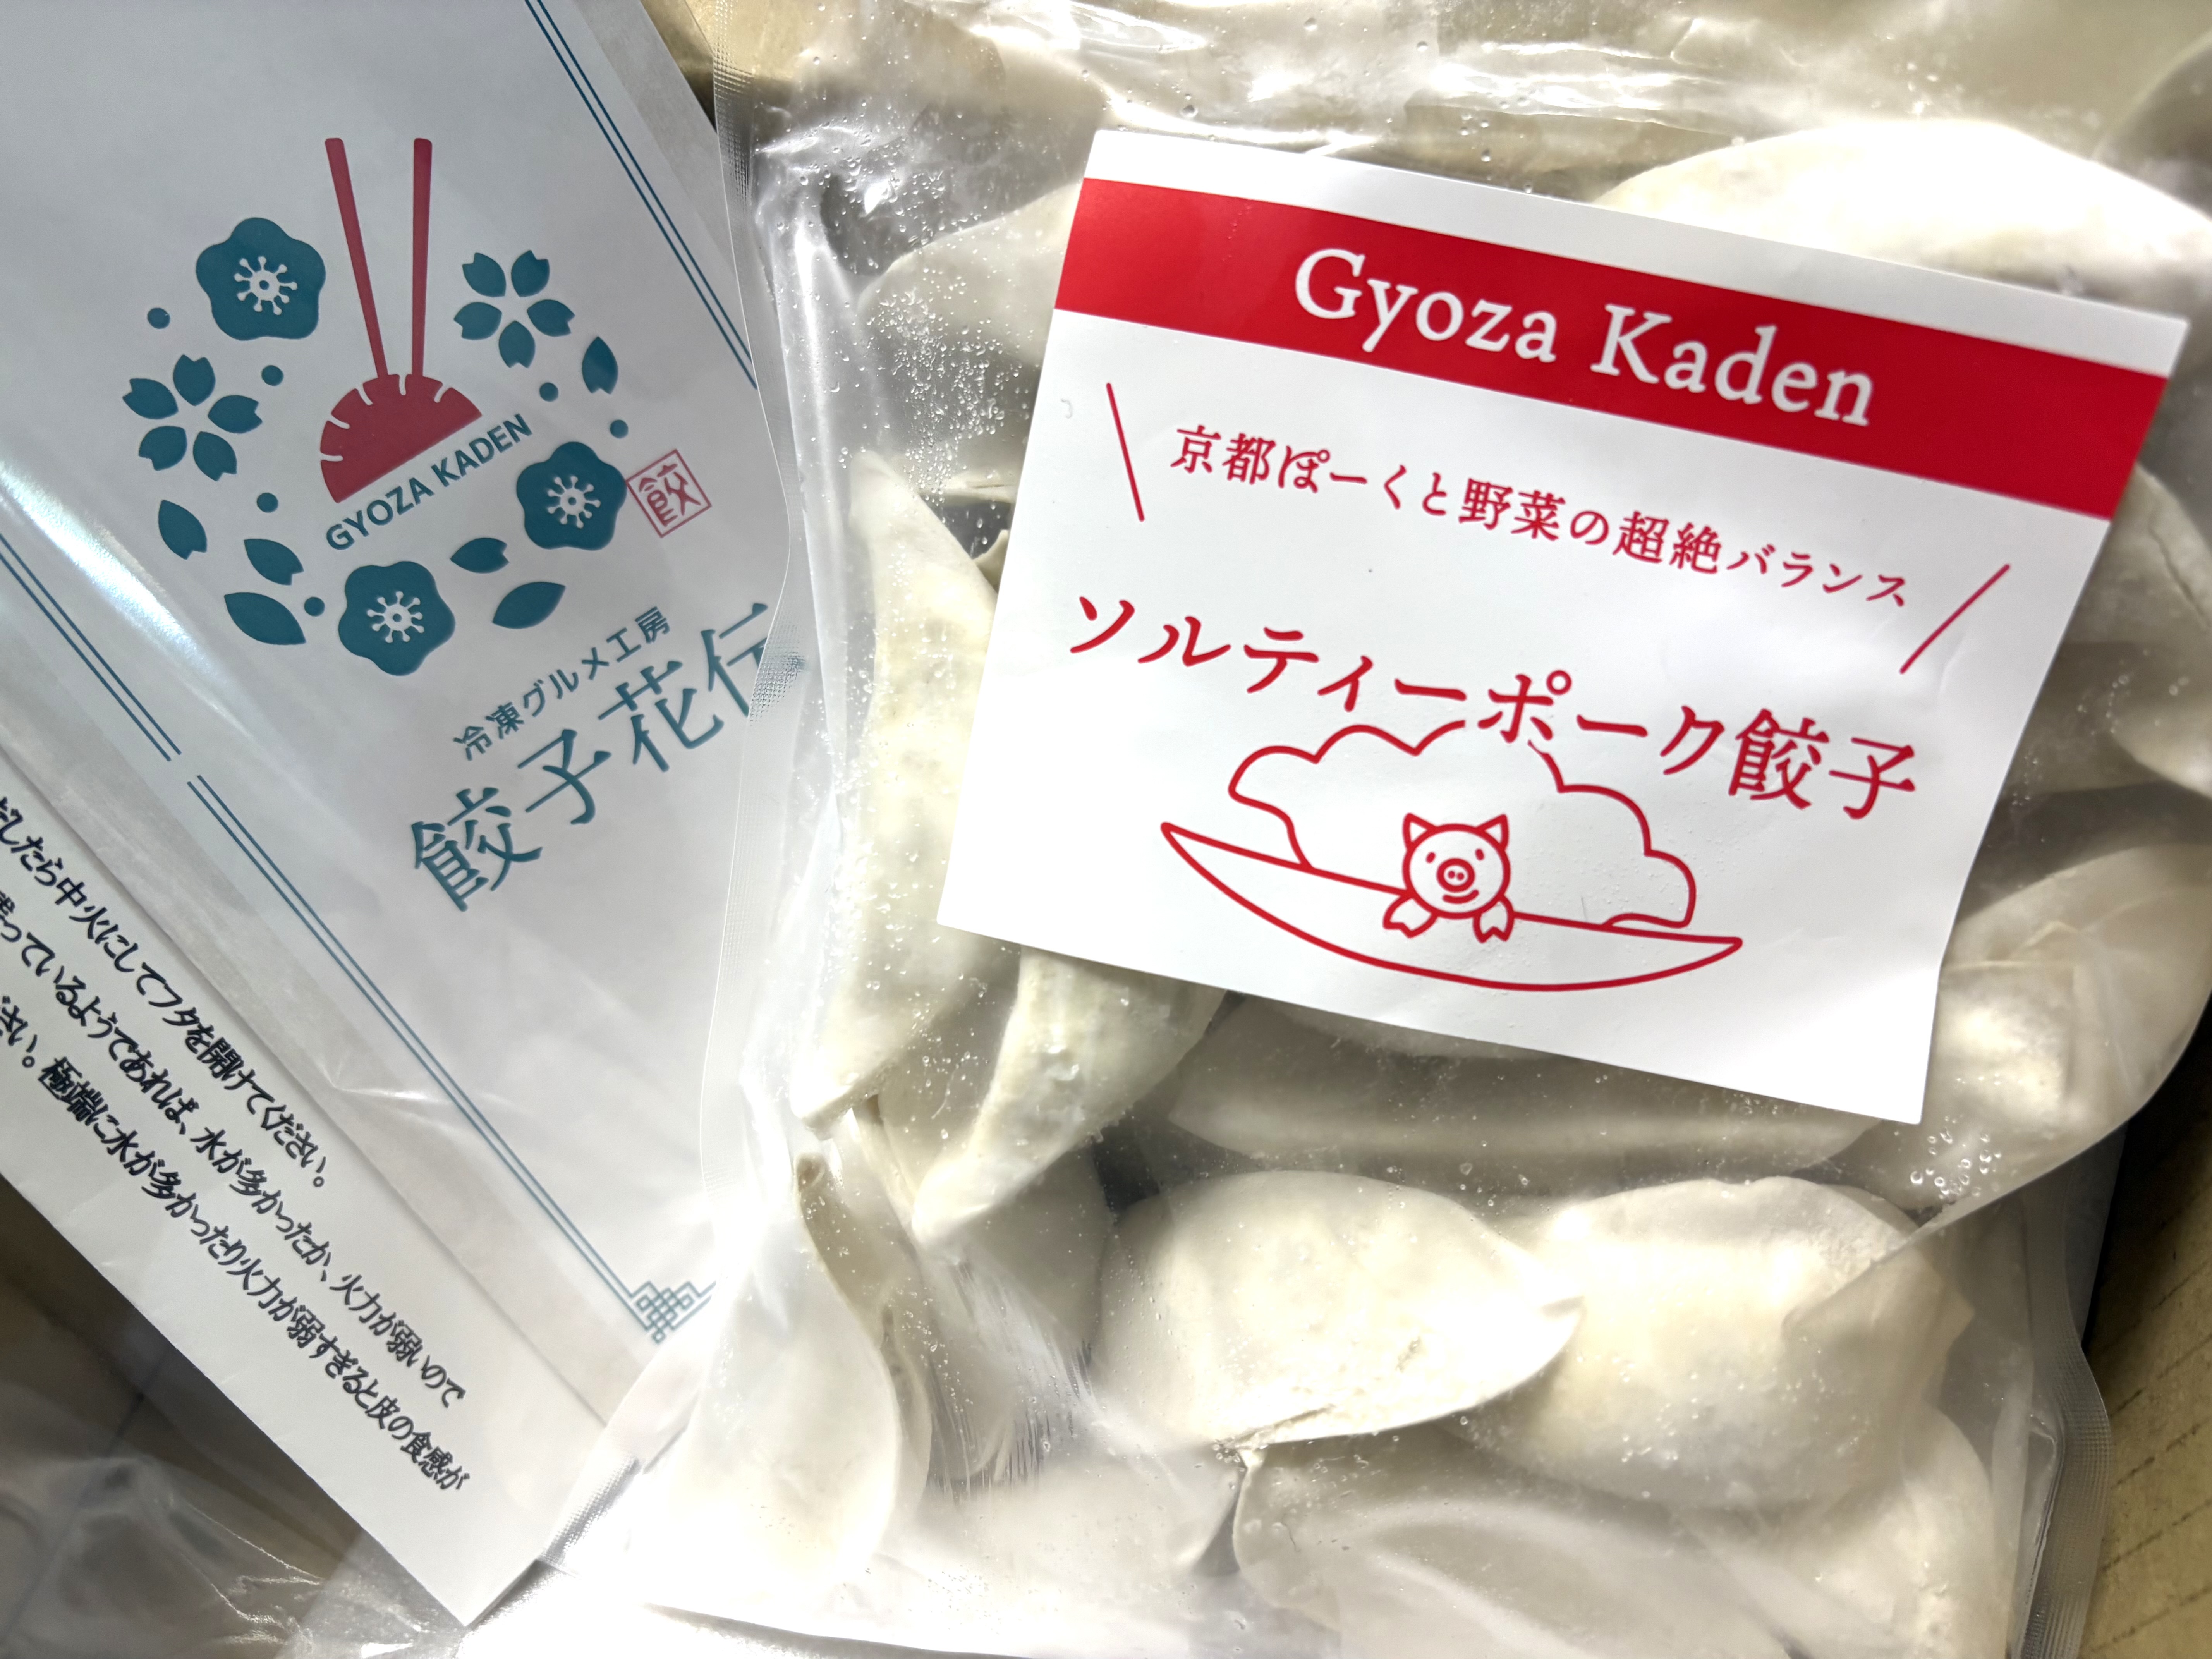 GYOZA KADEN
餃
冷凍グルメ工房
餃子花伝
だしたら中火にしてフタを開けてください。
残っているようであれば、水が多かったか、火力が弱いので
ださい。極端に水が多かったり火力が弱すぎると皮の食感が
Gyoza Kaden
京都ぽーくと野菜の超絶バランス
ソルティーポーク餃子